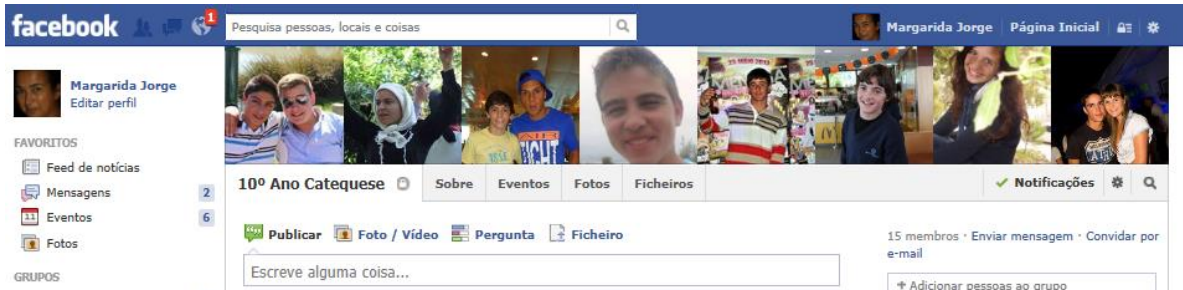 facebook
1
Pesquisa pessoas, locais e coisas
Margarida Jorge
Página Inicial
Margarida Jorge
Editar perfil
FAVORITOS
Feed de notícias
Mensagens 2
11 Eventos 6
Fotos
GRUPOS
10º Ano Catequese
Sobre
Eventos
Fotos
Ficheiros
Notificações
Publicar
Foto / Vídeo
Pergunta
Ficheiro
Escreve alguma coisa...
15 membros · Enviar mensagem · Convidar por
e-mail
+ Adicionar pessoas ao grupo